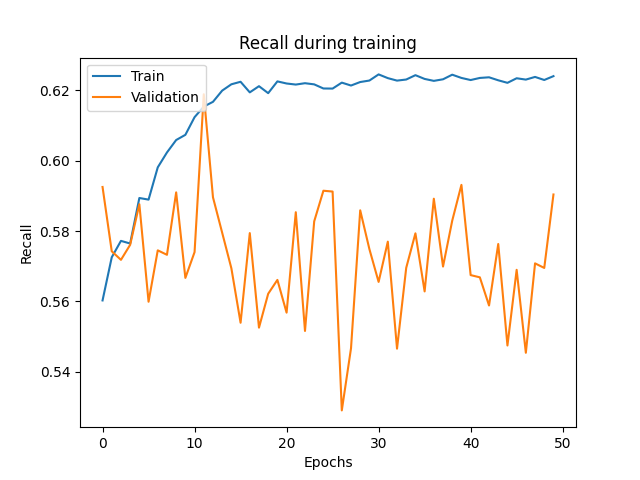 Recall during training
Train
Validation
Recall
0.62
0.60
0.58
0.56
0.54
0 10 20 30 40 50
Epochs